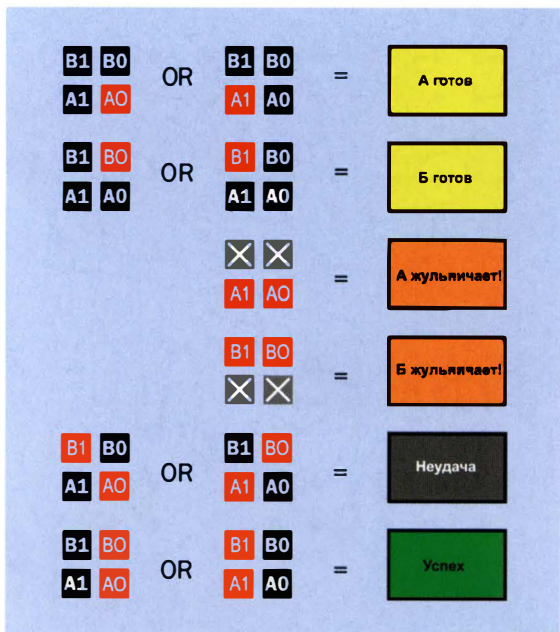 B1 B0 OR B1 B0 = А готов
A1 A0 A1 A0
B1 B0 OR B1 B0 = Б готов
A1 A0 A1 A0
= А жульничает!
A1 A0
B1 B0 = Б жульничает!
B1 B0 OR B1 B0 = Неудача
A1 A0 A1 A0
B1 B0 OR B1 B0 = Успех
A1 A0 A1 A0